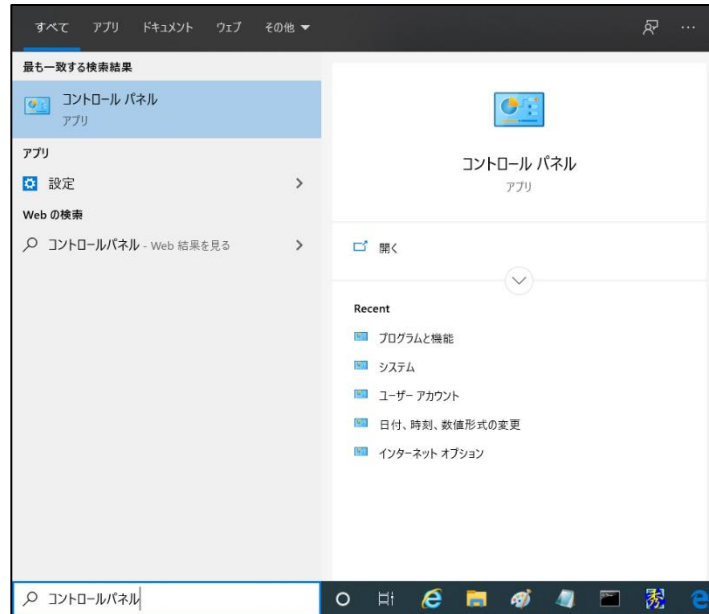 すべて アプリ ドキュメント ウェブ その他
最も一致する検索結果
コントロール パネル
アプリ
アプリ
設定
Web の検索
コントロールパネル - Web 結果を見る
コントロール パネル
アプリ
開く
Recent
プログラムと機能
システム
ユーザー アカウント
日付、時刻、数値形式の変更
インターネット オプション
コントロールパネル
秀